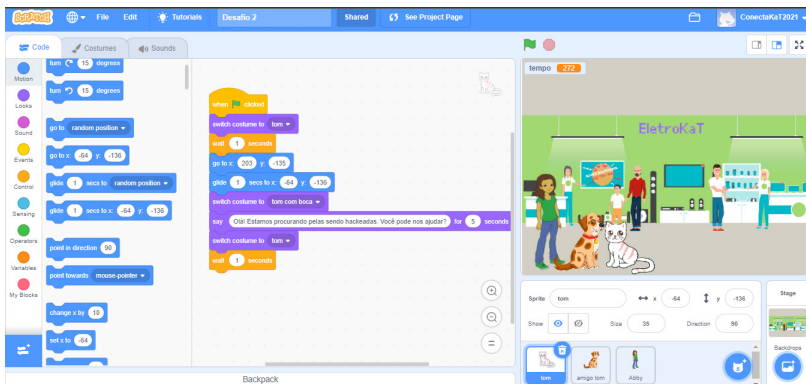 SCRATCH File Edit Tutorials Desafio 2 Shared See Project Page ConectaKaT2021
Code Costumes Sounds
Motion
Looks
Sound
Events
Control
Sensing
Operators
Variables
My Blocks
turn 15 degrees
turn 15 degrees
go to random position
go to x: -64 y: -136
glide 1 secs to random position
glide 1 secs to x: -64 y: -136
point in direction 90
point towards mouse-pointer
change x by 10
set x to -64
when clicked
switch costume to tom
wait 1 seconds
go to x: 203 y: -135
glide 1 secs to x: -64 y: -136
switch costume to tom com boca
say Olá! Estamos procurando pelas sendo hackeadas. Você pode nos ajudar? for 5 seconds
switch costume to tom
wait 1 seconds
Backpack
tempo 272
EletroKaT
Sprite tom x -64 y -136
Show Size 35 Direction 90
tom amigo tom Abby
Stage
Backdrops